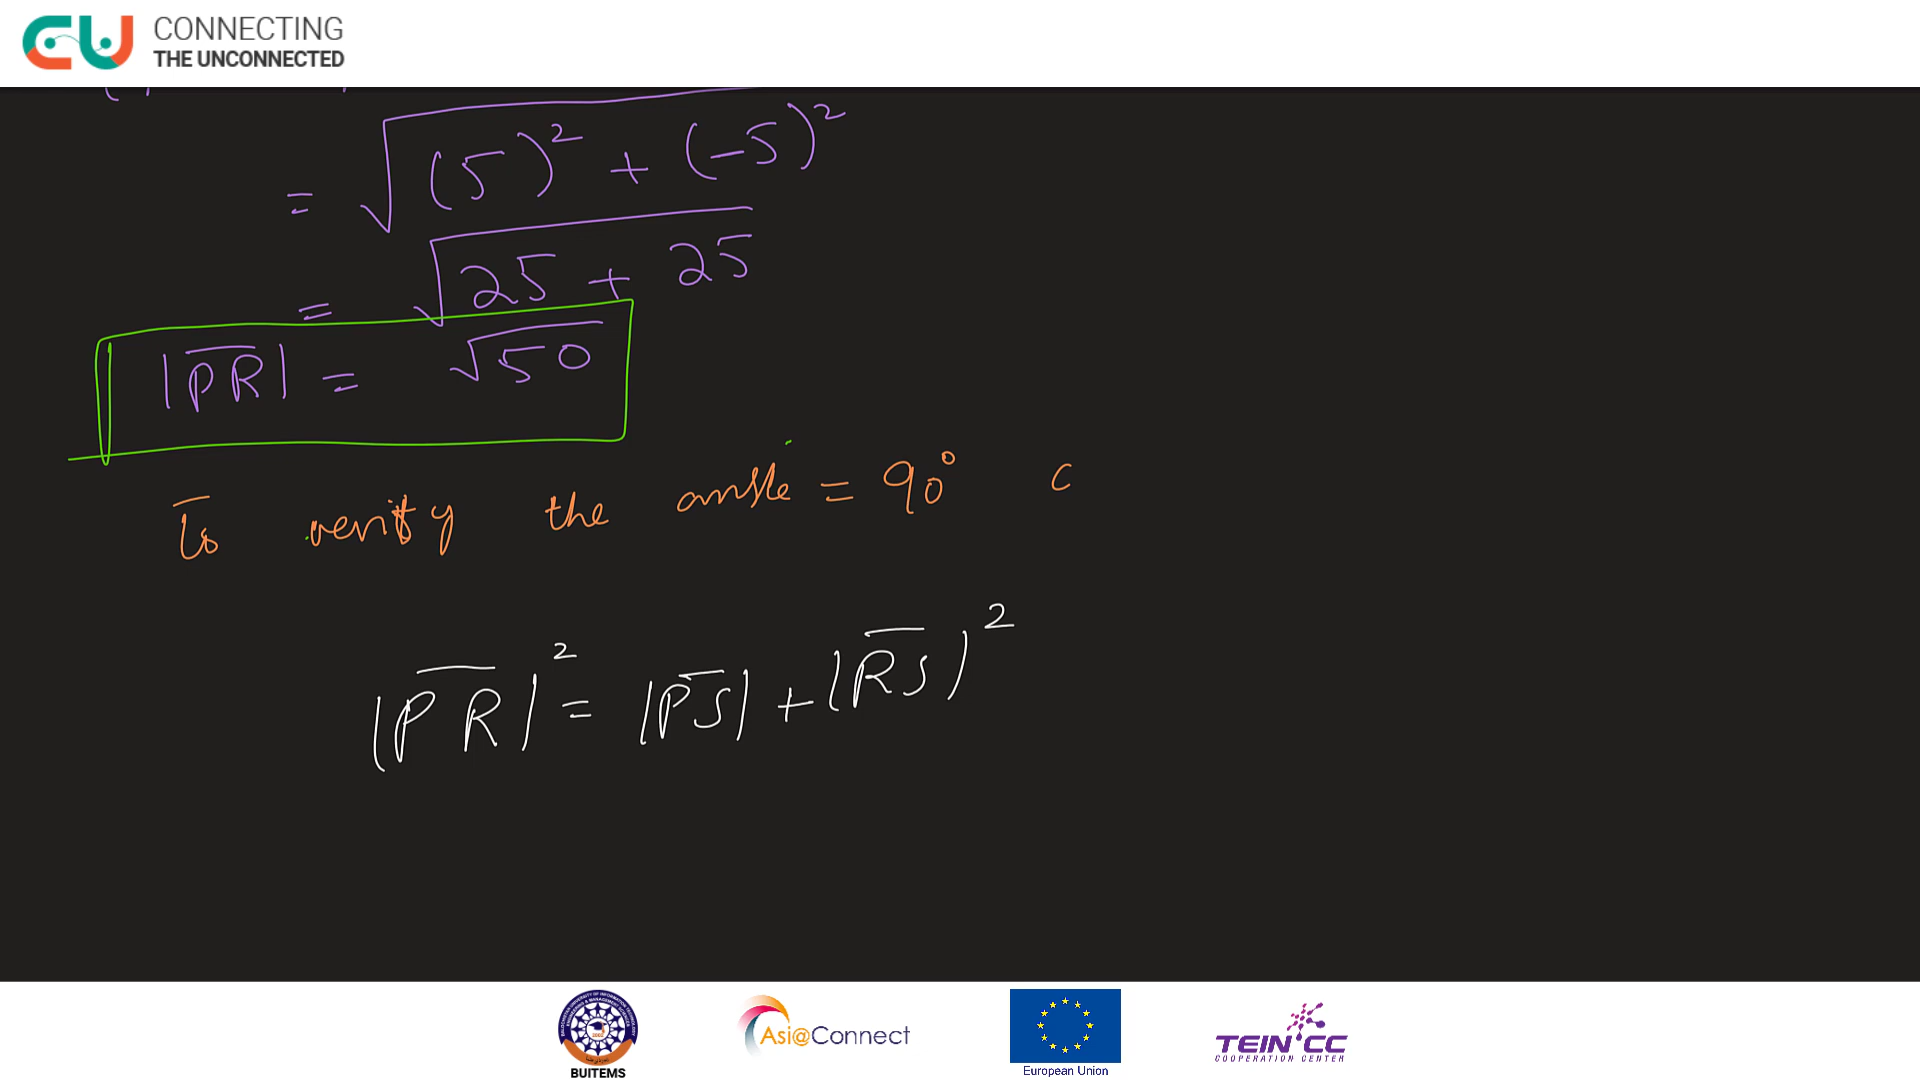 CONNECTING
THE UNCONNECTED
= √(5)² + (-5)²
= √25 + 25
|PR| = √50
To verify the angle = 90° C
|PR|² = |PS| + |RS|²
BUITEMS
Asi@Connect
European Union
TEIN*CC
COOPERATION CENTER